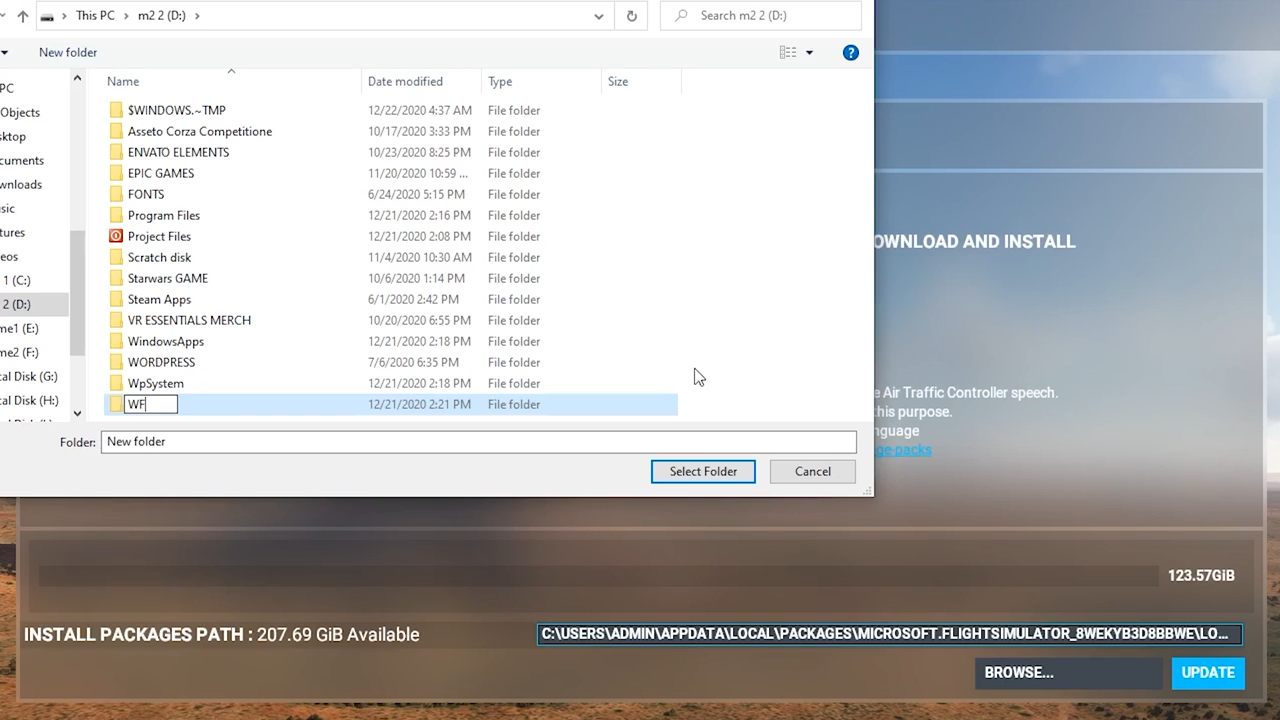 This PC > m2 2 (D:) >
Search m2 2 (D:)
New folder
Name Date modified Type Size
$WINDOWS.~TMP 12/22/2020 4:37 AM File folder
Asseto Corza Competitione 10/17/2020 3:33 PM File folder
ENVATO ELEMENTS 10/23/2020 8:25 PM File folder
EPIC GAMES 11/20/2020 10:59 ... File folder
FONTS 6/24/2020 5:15 PM File folder
Program Files 12/21/2020 2:16 PM File folder
Project Files 12/21/2020 2:08 PM File folder
Scratch disk 11/4/2020 10:30 AM File folder
Starwars GAME 10/6/2020 1:14 PM File folder
Steam Apps 6/1/2020 2:42 PM File folder
VR ESSENTIALS MERCH 10/20/2020 6:55 PM File folder
WindowsApps 12/21/2020 2:18 PM File folder
WORDPRESS 7/6/2020 6:35 PM File folder
WpSystem 12/21/2020 2:18 PM File folder
WF 12/21/2020 2:21 PM File folder
PC
Objects
sktop
cuments
wnloads
sic
tures
eos
1 (C:)
2 (D:)
me1 (E:)
me2 (F:)
cal Disk (G:)
cal Disk (H:)
Folder: New folder
Select Folder Cancel
OWNLOAD AND INSTALL
e Air Traffic Controller speech.
this purpose.
nguage
ge packs
123.57GiB
INSTALL PACKAGES PATH : 207.69 GiB Available
C:\USERS\ADMIN\APPDATA\LOCAL\PACKAGES\MICROSOFT.FLIGHTSIMULATOR_8WEKYB3D8BBWE\LO...
BROWSE... UPDATE